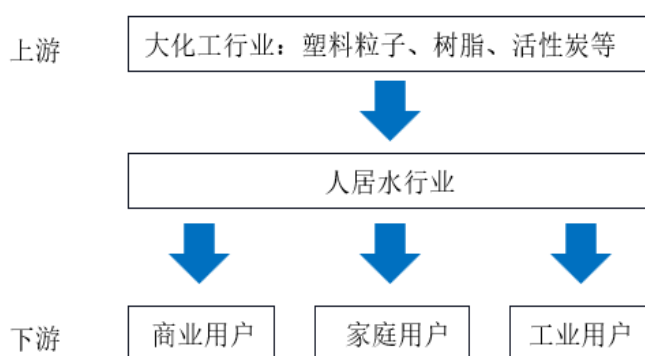 上游
大化工行业：塑料粒子、树脂、活性炭等
人居水行业
下游
商业用户
家庭用户
工业用户